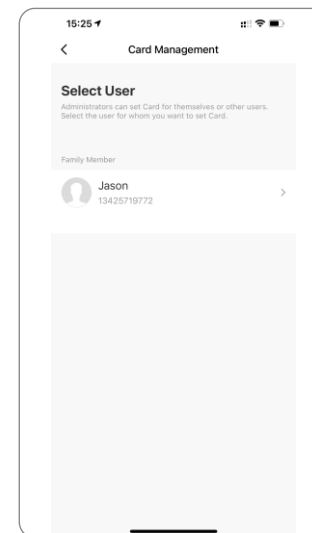 15:25
Card Management
Select User
Administrators can set Card for themselves or other users.
Select the user for whom you want to set Card.
Family Member
Jason
13425719772